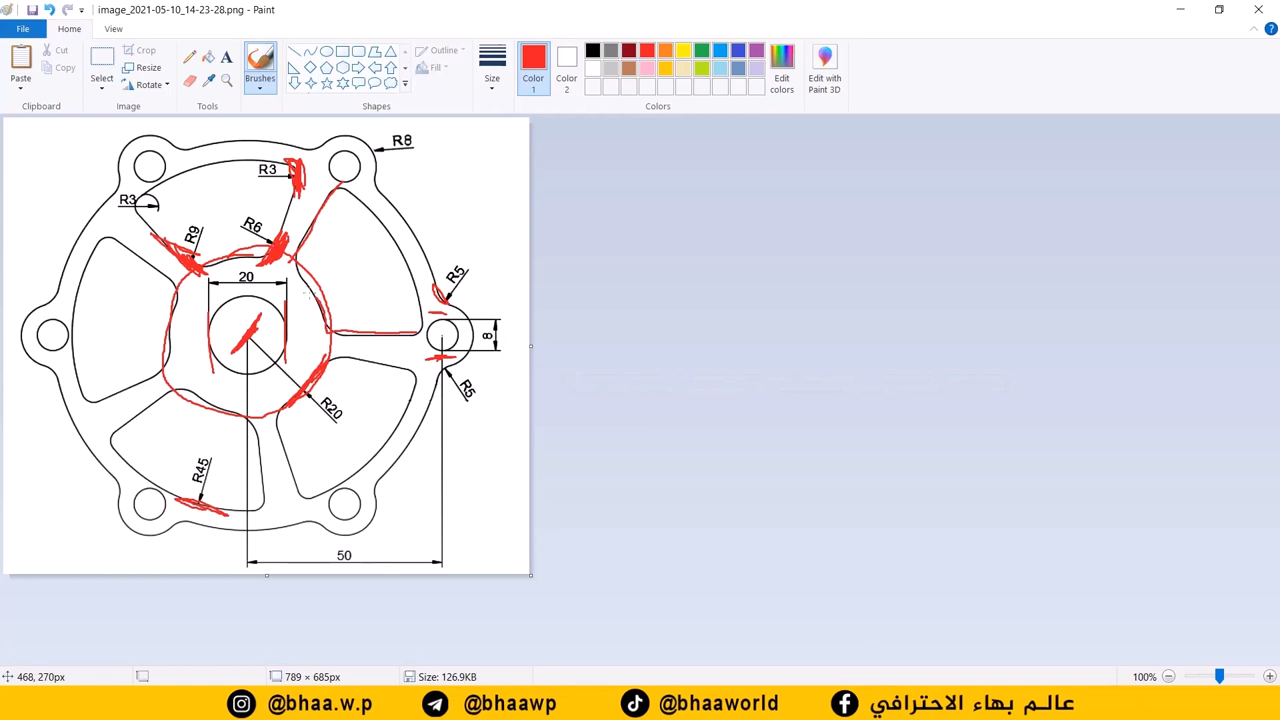 image_2021-05-10_14-23-28.png - Paint
File Home View
Paste
Cut
Copy
Clipboard
Select
Crop
Resize
Rotate
Image
A
Tools
Brushes
Outline
Fill
Shapes
Size
Color 1
Color 2
Edit colors
Colors
Edit with Paint 3D
R8
R3
R3
R9
R6
20
R5
8
R5
R20
R45
50
468, 270px
789 × 685px
Size: 126.9KB
100%
@bhaa.w.p
@bhaawp
@bhaaworld
عالم بهاء الاحترافي